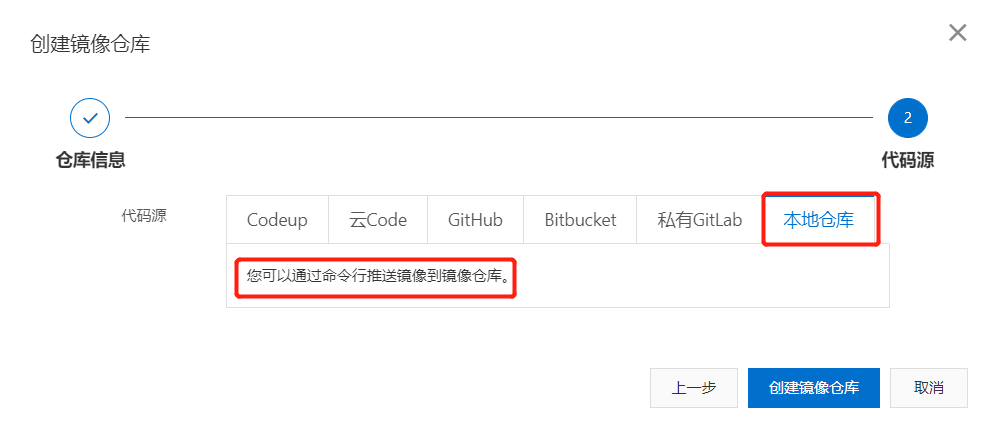 创建镜像仓库
2
仓库信息
代码源
代码源
Codeup 云Code GitHub Bitbucket 私有GitLab 本地仓库
您可以通过命令行推送镜像到镜像仓库。
上一步 创建镜像仓库 取消